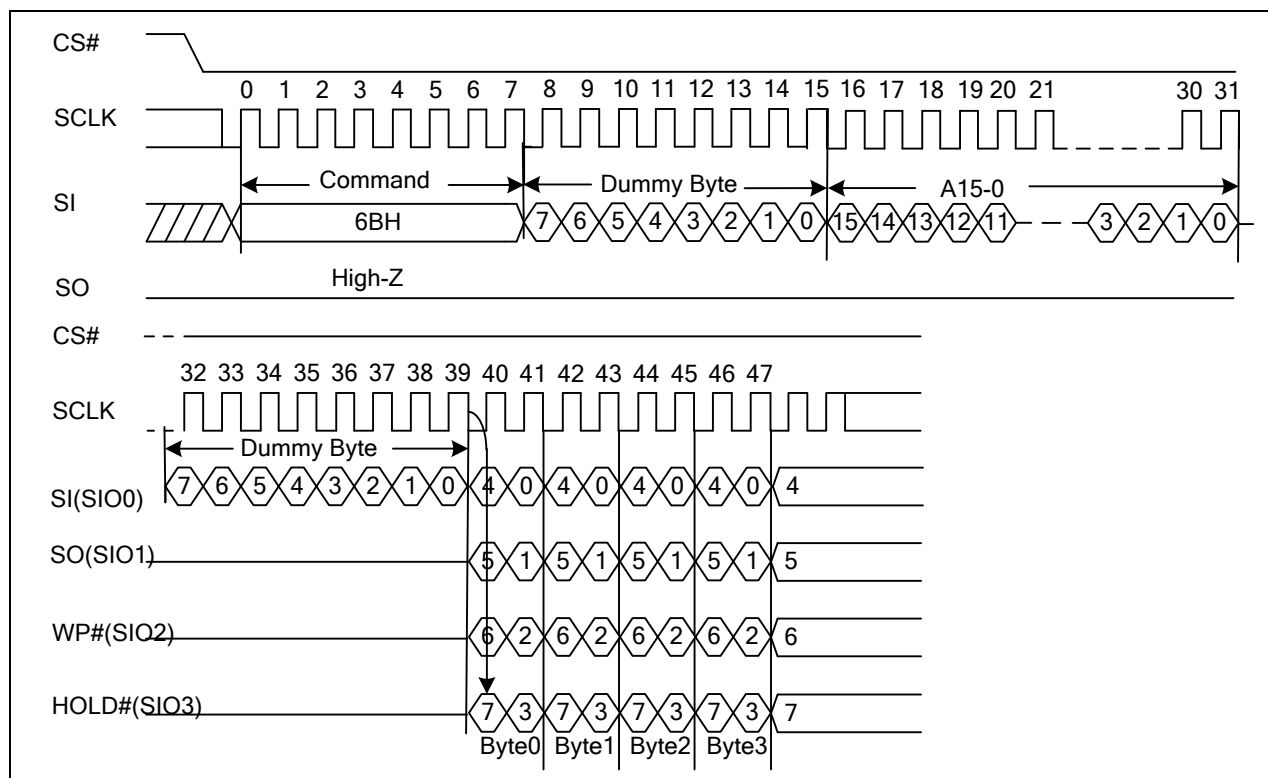 CS#
0 1 2 3 4 5 6 7 8 9 10 11 12 13 14 15 16 17 18 19 20 21 30 31
SCLK
Command Dummy Byte A15-0
SI
6BH 7 6 5 4 3 2 1 0 15 14 13 12 11 3 2 1 0
High-Z
SO
CS#
32 33 34 35 36 37 38 39 40 41 42 43 44 45 46 47
SCLK
Dummy Byte
SI(SIO0) 7 6 5 4 3 2 1 0 4 0 4 0 4 0 4 0 4
SO(SIO1) 5 1 5 1 5 1 5 1 5
WP#(SIO2) 6 2 6 2 6 2 6 2 6
HOLD#(SIO3) 7 3 7 3 7 3 7 3 7
Byte0 Byte1 Byte2 Byte3